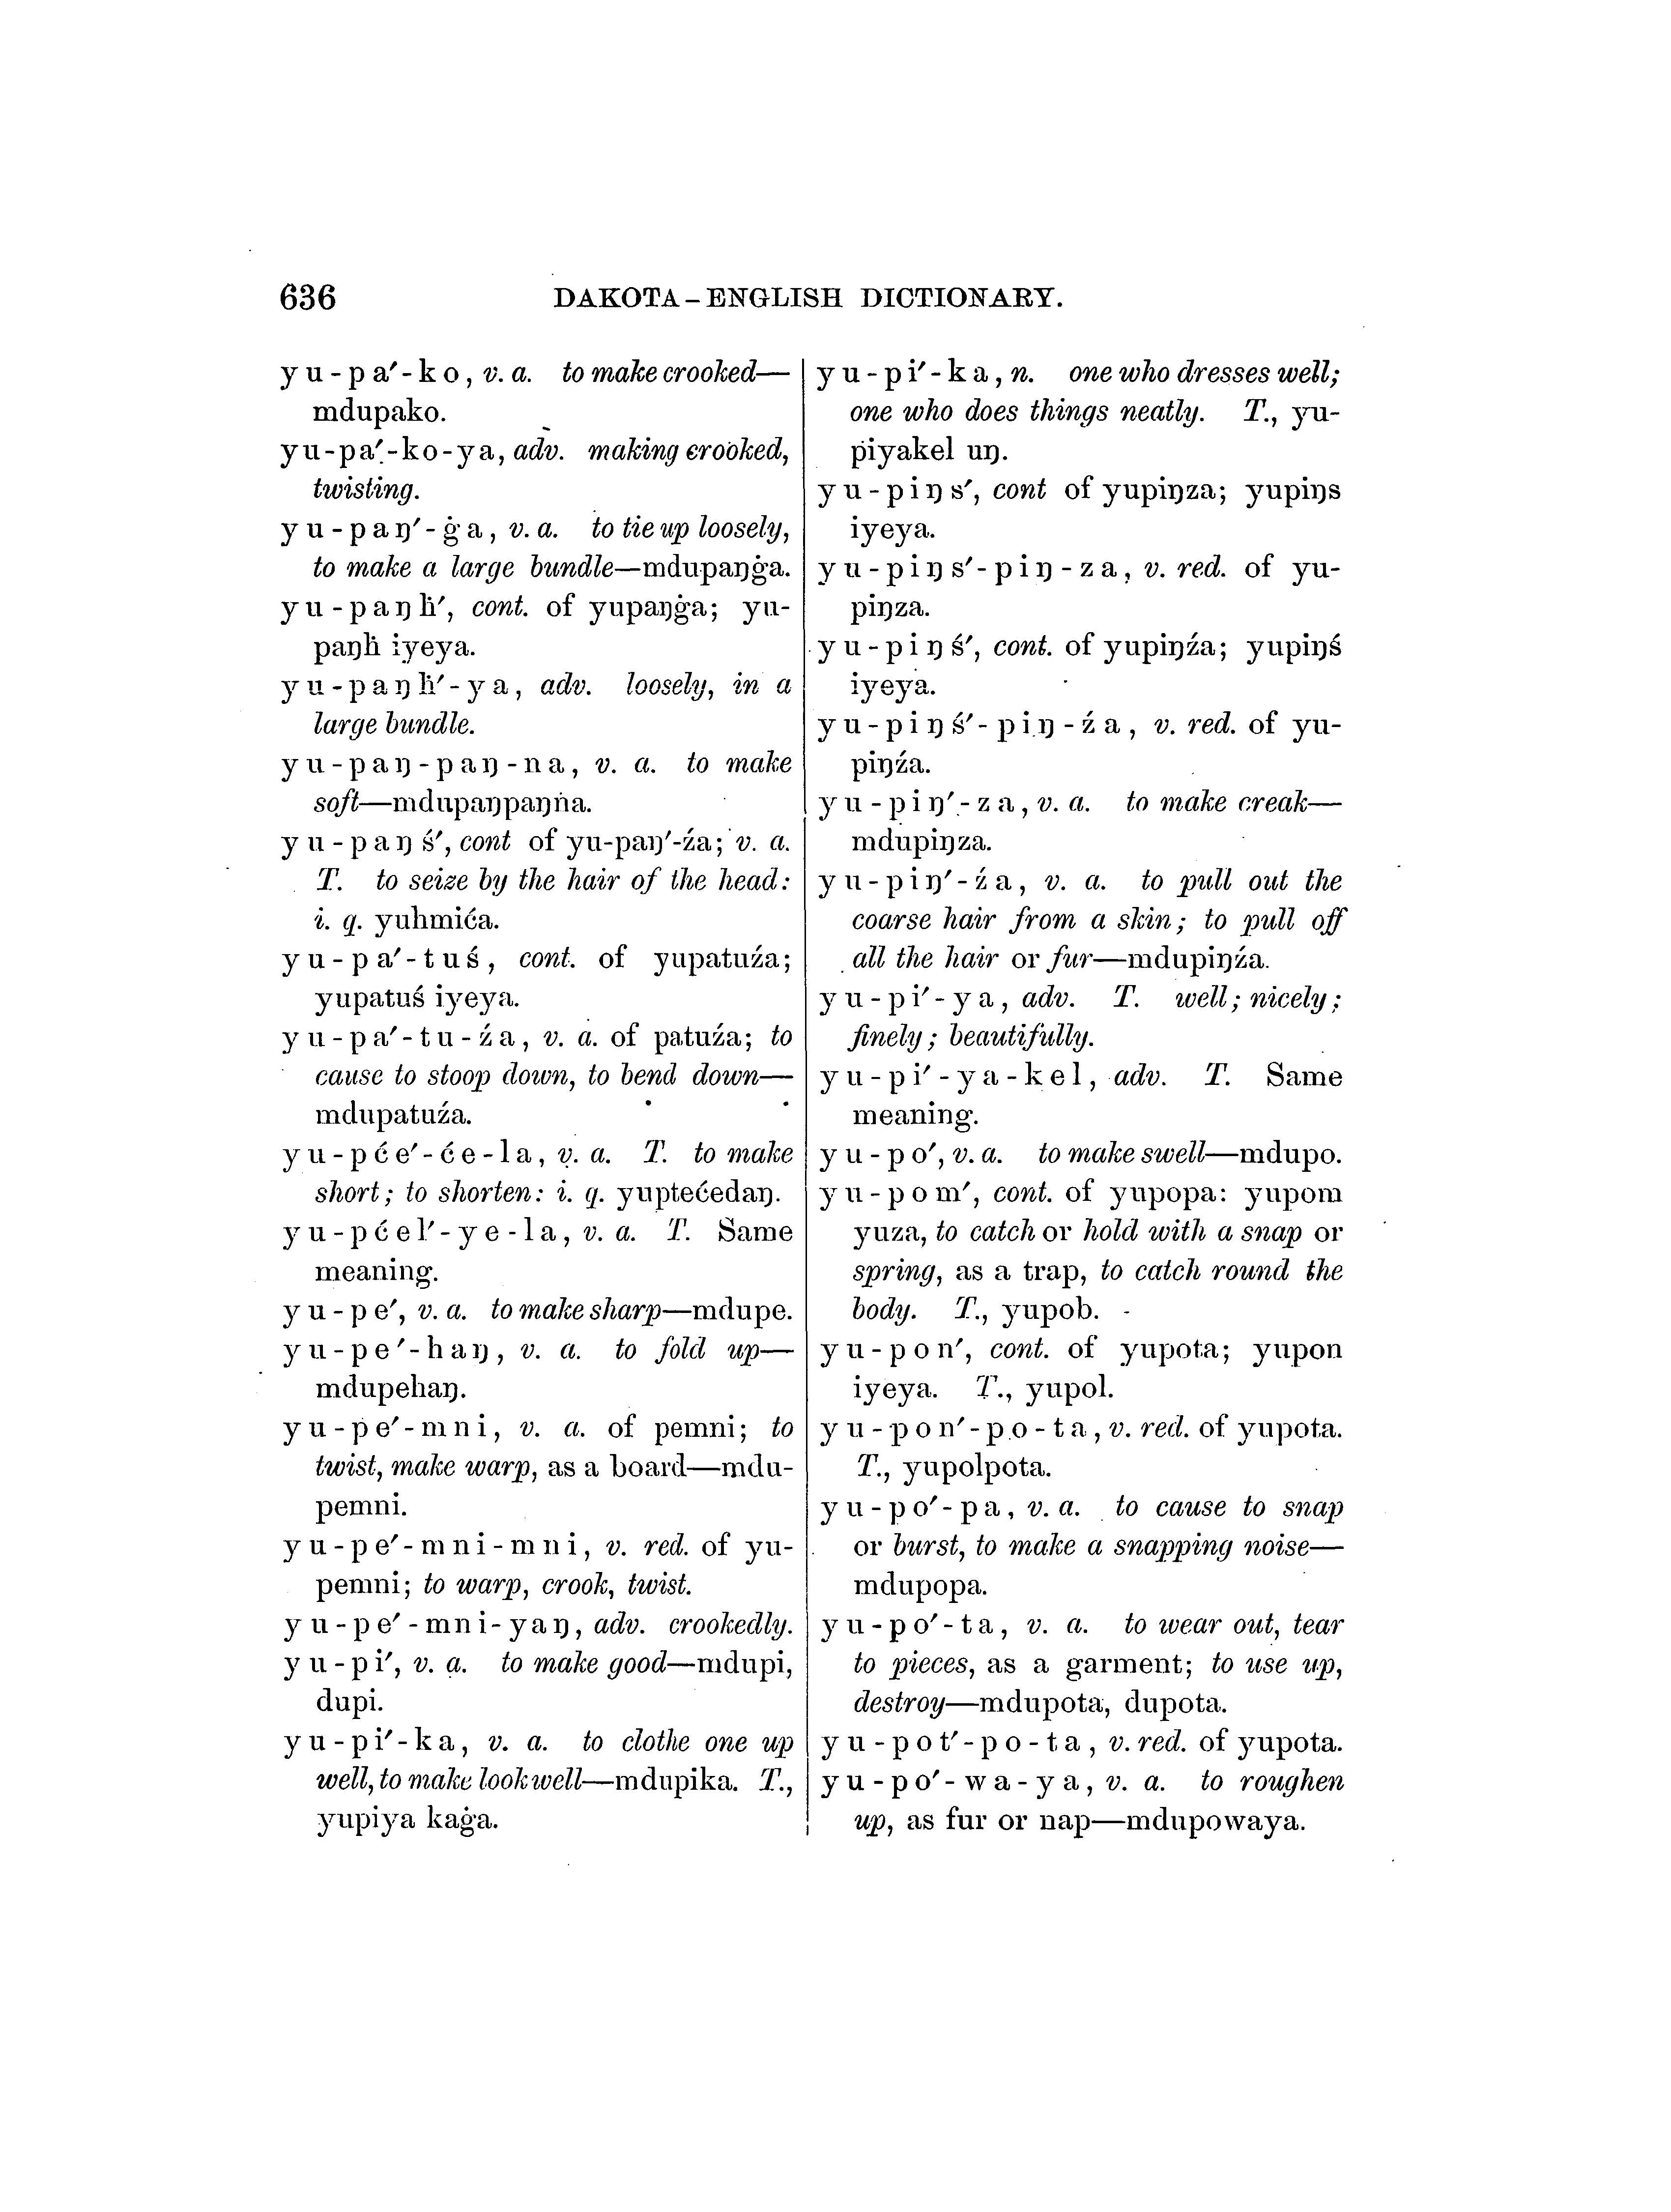 636 DAKOTA-ENGLISH DICTIONARY.
yu-pa′-ko, v. a. to make crooked—
mdupako.
yu-pa′-ko-ya, adv. making crooked,
twisting.
yu-paŋ′-ġa, v. a. to tie up loosely,
to make a large bundle—mdupaŋġa.
yu-paŋḣ′, cont. of yupaŋġa; yu-
paŋḣ iyeya.
yu-paŋḣ′-ya, adv. loosely, in a
large bundle.
yu-paŋ-paŋ-na, v. a. to make
soft—mdupaŋpaŋna.
yu-paŋś′, cont of yu-paŋ′-źa; v. a.
T. to seize by the hair of the head:
i. q. yuhmića.
yu-pa′-tuś, cont. of yupatuźa;
yupatuś iyeya.
yu-pa′-tu-źa, v. a. of patuźa; to
cause to stoop down, to bend down—
mdupatuźa.
yu-pće′-će-la, v. a. T. to make
short; to shorten: i. q. yuptećedaŋ.
yu-pćel′-ye-la, v. a. T. Same
meaning.
yu-pe′, v. a. to make sharp—mdupe.
yu-pe′-haŋ, v. a. to fold up—
mdupehaŋ.
yu-pe′-mni, v. a. of pemni; to
twist, make warp, as a board—mdu-
pemni.
yu-pe′-mni-mni, v. red. of yu-
pemni; to warp, crook, twist.
yu-pe′-mni-yaŋ, adv. crookedly.
yu-pi′, v. a. to make good—mdupi,
dupi.
yu-pi′-ka, v. a. to clothe one up
well, to make look well—mdupika. T.,
yupiya kaġa.
yu-pi′-ka, n. one who dresses well;
one who does things neatly. T., yu-
piyakel uŋ.
yu-piŋs′, cont of yupiŋza; yupiŋs
iyeya.
yu-piŋs′-piŋ-za, v. red. of yu-
piŋza.
yu-piŋś′, cont. of yupiŋźa; yupiŋś
iyeya.
yu-piŋś′-piŋ-źa, v. red. of yu-
piŋźa.
yu-piŋ′-za, v. a. to make creak—
mdupiŋza.
yu-piŋ′-źa, v. a. to pull out the
coarse hair from a skin; to pull off
all the hair or fur—mdupiŋźa.
yu-pi′-ya, adv. T. well; nicely;
finely; beautifully.
yu-pi′-ya-kel, adv. T. Same
meaning.
yu-po′, v. a. to make swell—mdupo.
yu-pom′, cont. of yupopa: yupom
yuza, to catch or hold with a snap or
spring, as a trap, to catch round the
body. T., yupob.
yu-pon′, cont. of yupota; yupon
iyeya. T., yupol.
yu-pon′-po-ta, v. red. of yupota.
T., yupolpota.
yu-po′-pa, v. a. to cause to snap
or burst, to make a snapping noise—
mdupopa.
yu-po′-ta, v. a. to wear out, tear
to pieces, as a garment; to use up,
destroy—mdupota, dupota.
yu-pot′-po-ta, v. red. of yupota.
yu-po′-wa-ya, v. a. to roughen
up, as fur or nap—mdupowaya.